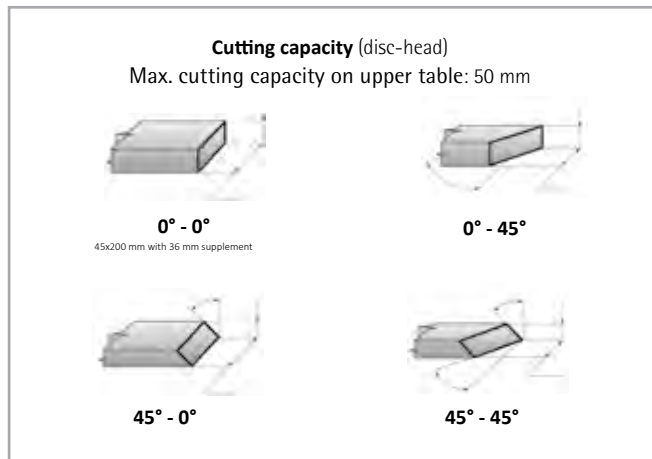 Cutting capacity (disc-head)
Max. cutting capacity on upper table: 50 mm
0° - 0°
45x200 mm with 36 mm supplement
0° - 45°
45° - 0°
45° - 45°